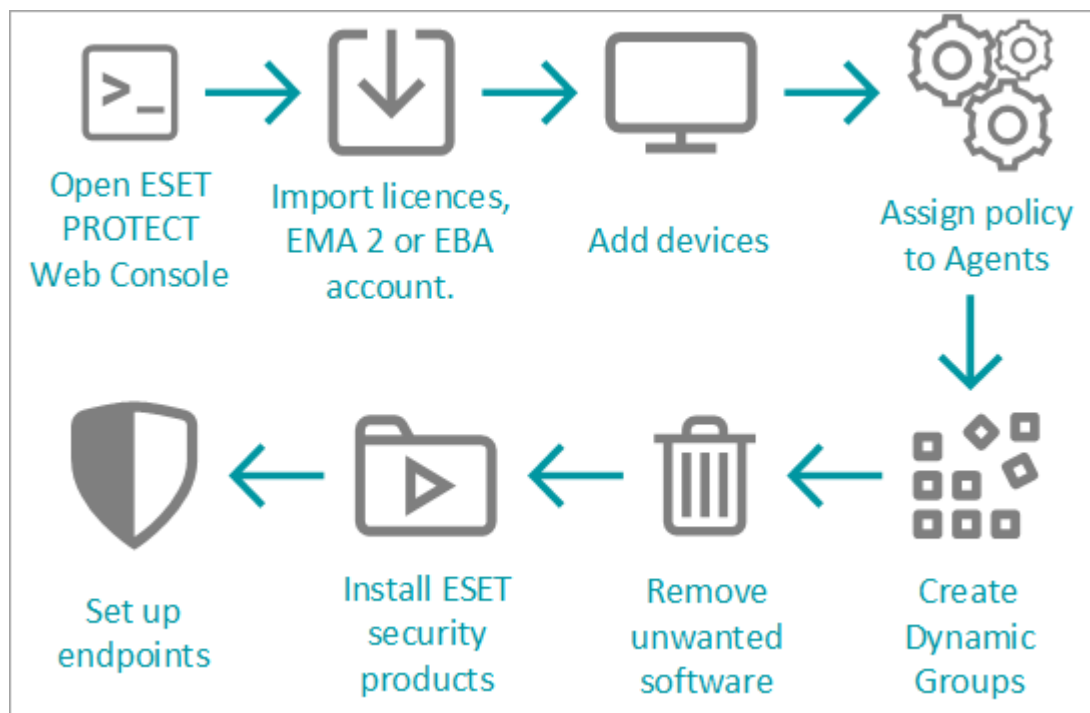 >_
Open ESET
PROTECT
Web Console
Import licences,
EMA 2 or EBA
account.
Add devices
Assign policy
to Agents
Set up
endpoints
Install ESET
security
products
Remove
unwanted
software
Create
Dynamic
Groups